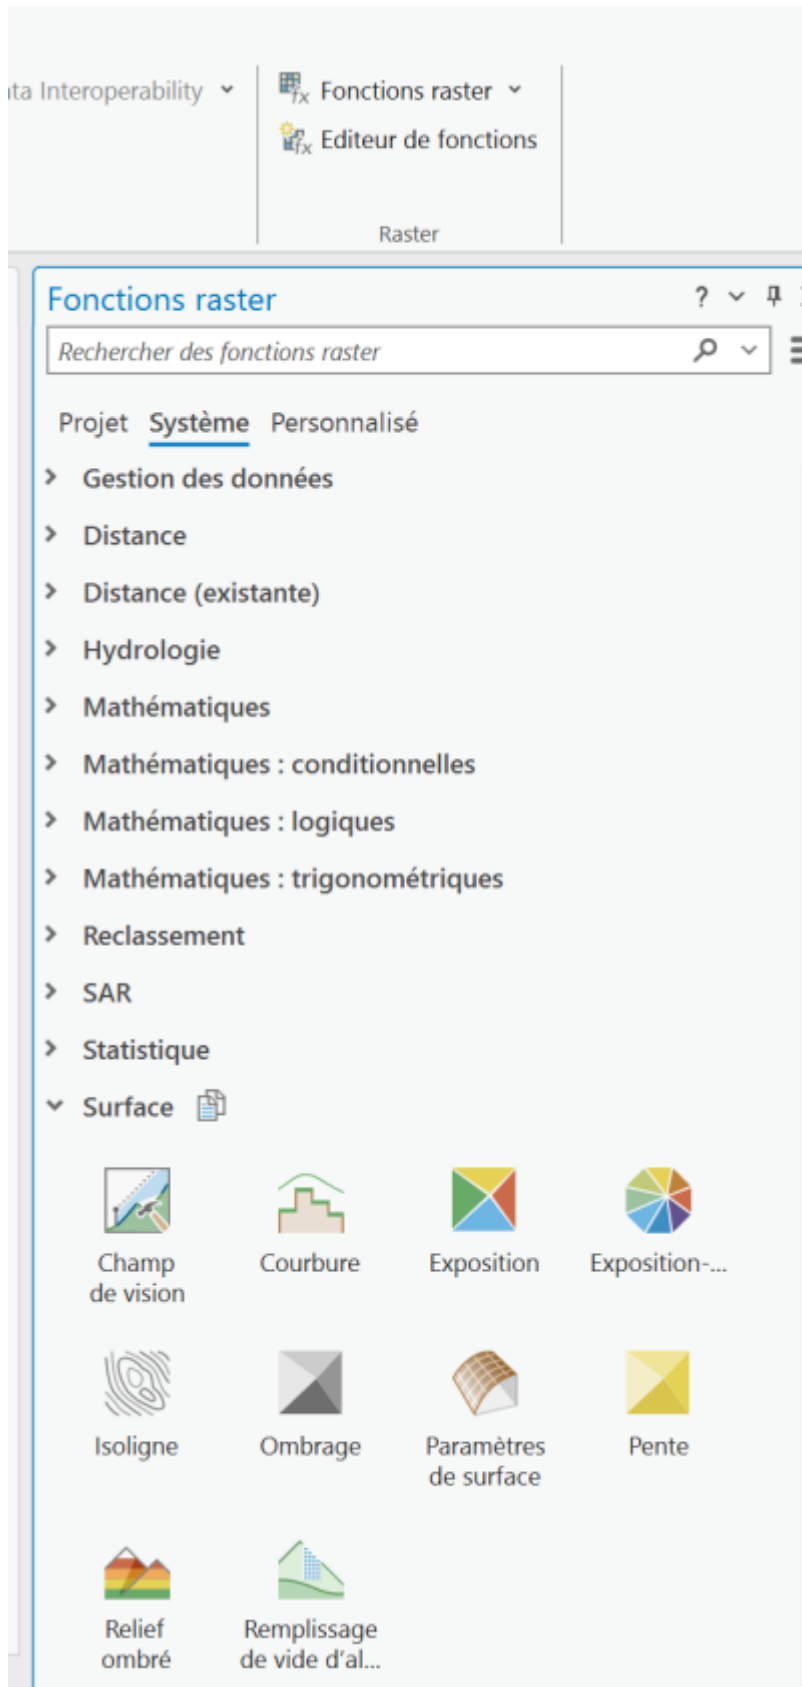 ta Interoperability
Fonctions raster
Editeur de fonctions
Raster
Fonctions raster
?
Rechercher des fonctions raster
Projet Système Personnalisé
Gestion des données
Distance
Distance (existante)
Hydrologie
Mathématiques
Mathématiques : conditionnelles
Mathématiques : logiques
Mathématiques : trigonométriques
Reclassement
SAR
Statistique
Surface
Champ
de vision
Courbure
Exposition
Exposition-...
Isoligne
Ombrage
Paramètres
de surface
Pente
Relief
ombré
Remplissage
de vide d'al...